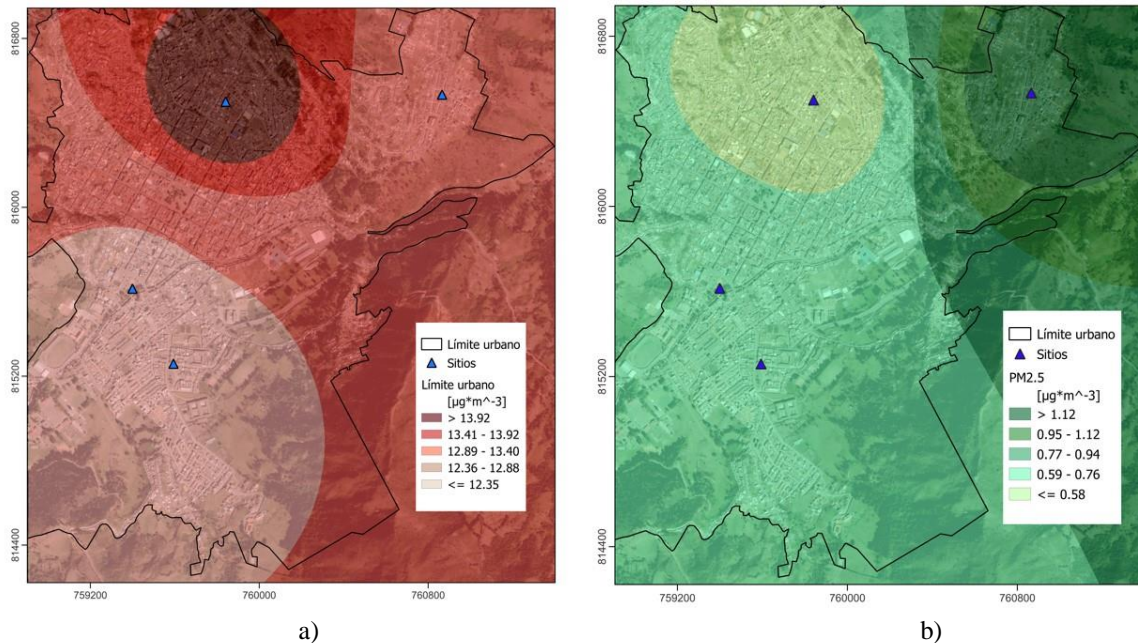 816800
816000
815200
814400
759200
760000
760800
Límite urbano
Sitios
Límite urbano
[µg*m^-3]
> 13.92
13.41 - 13.92
12.89 - 13.40
12.36 - 12.88
<= 12.35
a)
816800
816000
815200
814400
759200
760000
760800
Límite urbano
Sitios
PM2.5
[µg*m^-3]
> 1.12
0.95 - 1.12
0.77 - 0.94
0.59 - 0.76
<= 0.58
b)